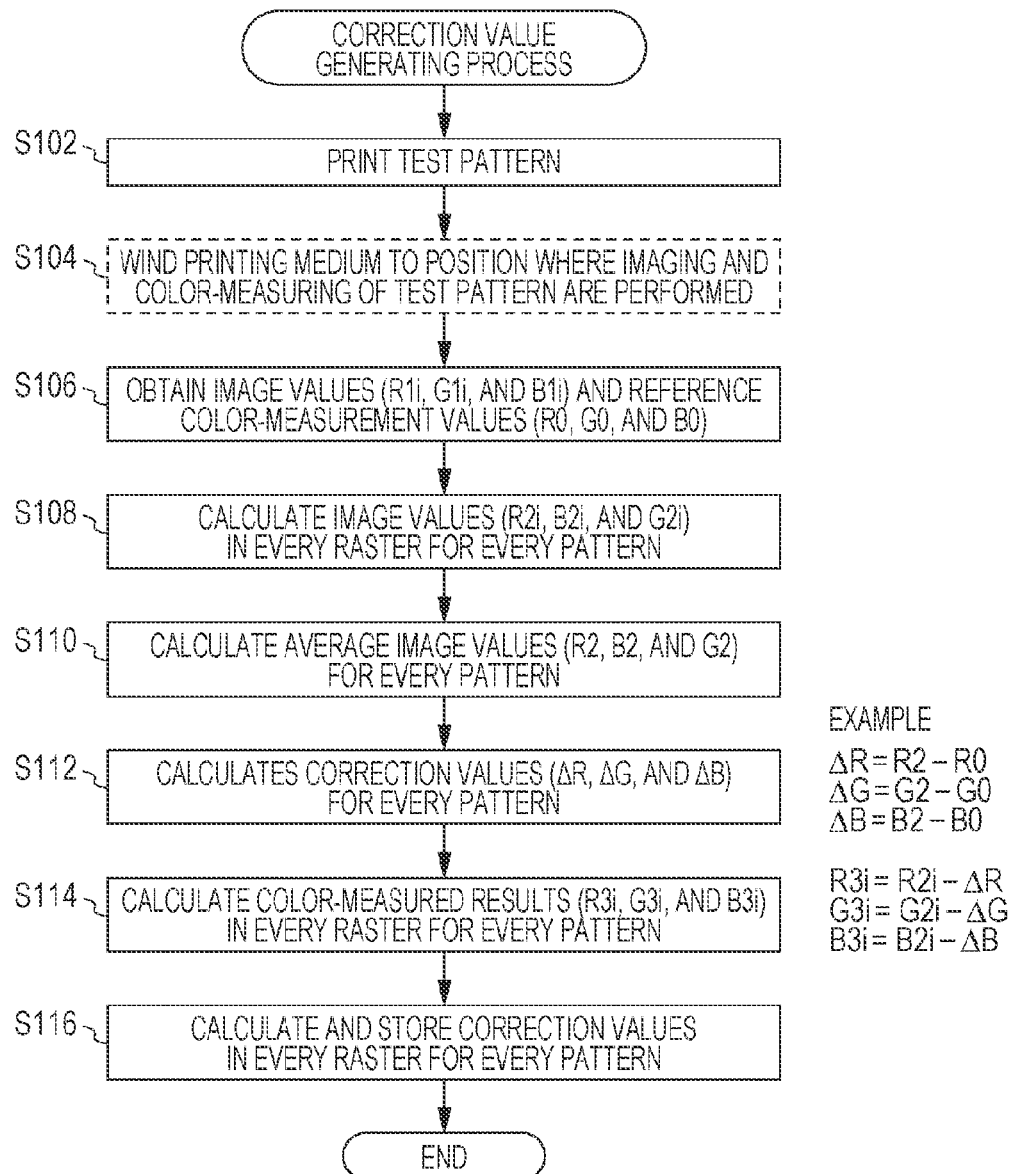 CORRECTION VALUE
GENERATING PROCESS
S102
PRINT TEST PATTERN
S104
WIND PRINTING MEDIUM TO POSITION WHERE IMAGING AND
COLOR-MEASURING OF TEST PATTERN ARE PERFORMED
S106
OBTAIN IMAGE VALUES (R1i, G1i, AND B1i) AND REFERENCE
COLOR-MEASUREMENT VALUES (R0, G0, AND B0)
S108
CALCULATE IMAGE VALUES (R2i, B2i, AND G2i)
IN EVERY RASTER FOR EVERY PATTERN
S110
CALCULATE AVERAGE IMAGE VALUES (R2, B2, AND G2)
FOR EVERY PATTERN
S112
CALCULATES CORRECTION VALUES (ΔR, ΔG, AND ΔB)
FOR EVERY PATTERN
EXAMPLE
ΔR = R2 – R0
ΔG = G2 – G0
ΔB = B2 – B0
S114
CALCULATE COLOR-MEASURED RESULTS (R3i, G3i, AND B3i)
IN EVERY RASTER FOR EVERY PATTERN
R3i = R2i – ΔR
G3i = G2i – ΔG
B3i = B2i – ΔB
S116
CALCULATE AND STORE CORRECTION VALUES
IN EVERY RASTER FOR EVERY PATTERN
END